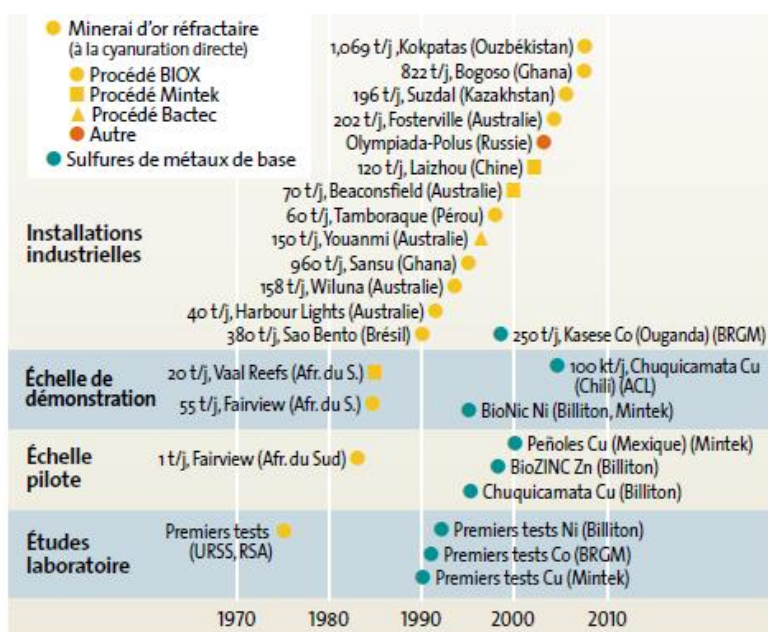 Minerai d'or réfractaire
(à la cyanuration directe)
Procédé BIOX
Procédé Mintek
Procédé Bactec
Autre
Sulfures de métaux de base
Installations
industrielles
1,069 t/j ,Kokpatas (Ouzbékistan)
822 t/j, Bogoso (Ghana)
196 t/j, Suzdal (Kazakhstan)
202 t/j, Fosterville (Australie)
Olympiada-Polus (Russie)
120 t/j, Laizhou (Chine)
70 t/j, Beaconsfield (Australie)
60 t/j, Tamboraque (Pérou)
150 t/j, Youanmi (Australie)
960 t/j, Sansu (Ghana)
158 t/j, Wiluna (Australie)
40 t/j, Harbour Lights (Australie)
380 t/j, Sao Bento (Brésil)
250 t/j, Kasese Co (Ouganda) (BRGM)
Échelle de
démonstration
20 t/j, Vaal Reefs (Afr. du S.)
100 kt/j, Chuquicamata Cu
(Chili) (ACL)
55 t/j, Fairview (Afr. du S.)
BioNic Ni (Billiton, Mintek)
Échelle
pilote
1 t/j, Fairview (Afr. du Sud)
Peñoles Cu (Mexique) (Mintek)
BioZINC Zn (Billiton)
Chuquicamata Cu (Billiton)
Études
laboratoire
Premiers tests
(URSS, RSA)
Premiers tests Ni (Billiton)
Premiers tests Co (BRGM)
Premiers tests Cu (Mintek)
1970 1980 1990 2000 2010